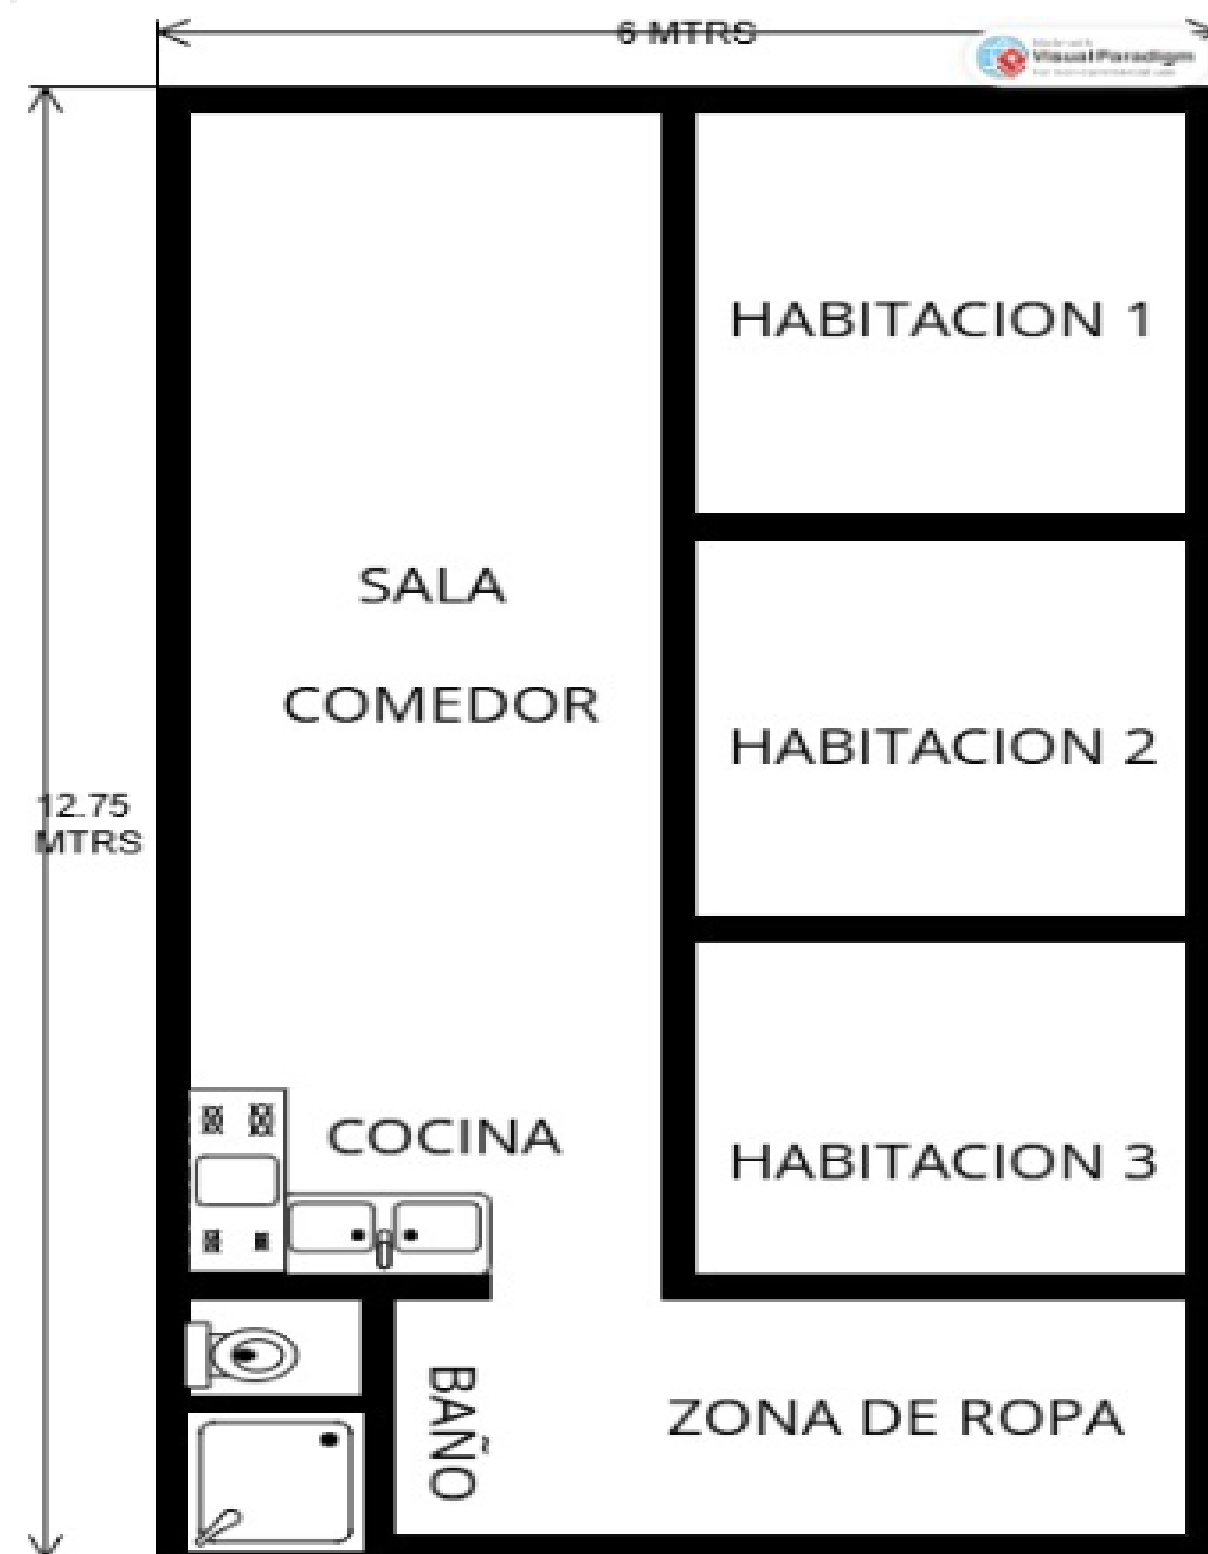 6 MTRS
Visual Paradigm
HABITACION 1
SALA
COMEDOR
HABITACION 2
12.75
MTRS
COCINA
HABITACION 3
BAÑO
ZONA DE ROPA